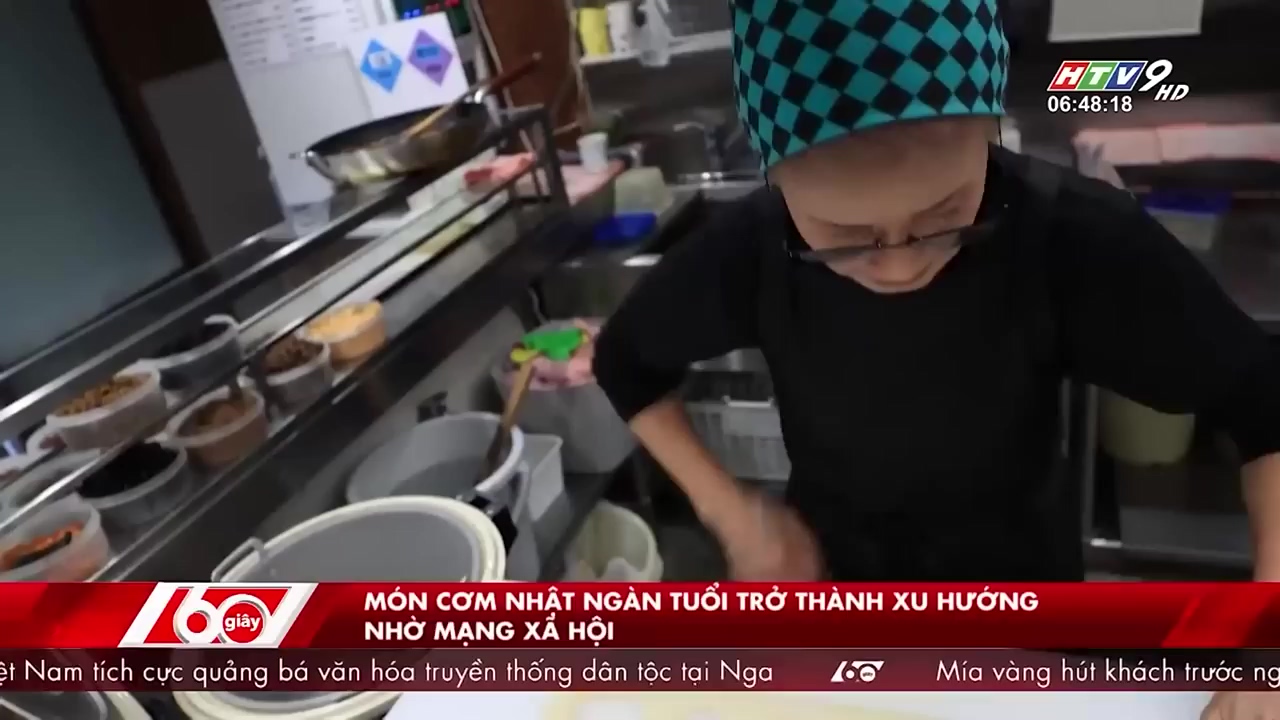 HTV9 HD
06:48:18
60 giây
MÓN CƠM NHẬT NGÀN TUỔI TRỞ THÀNH XU HƯỚNG
NHỜ MẠNG XÃ HỘI
ệt Nam tích cực quảng bá văn hóa truyền thống dân tộc tại Nga 60 Mía vàng hút khách trước ng